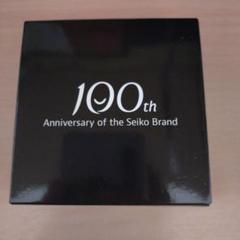 100th
Anniversary of the Seiko Brand